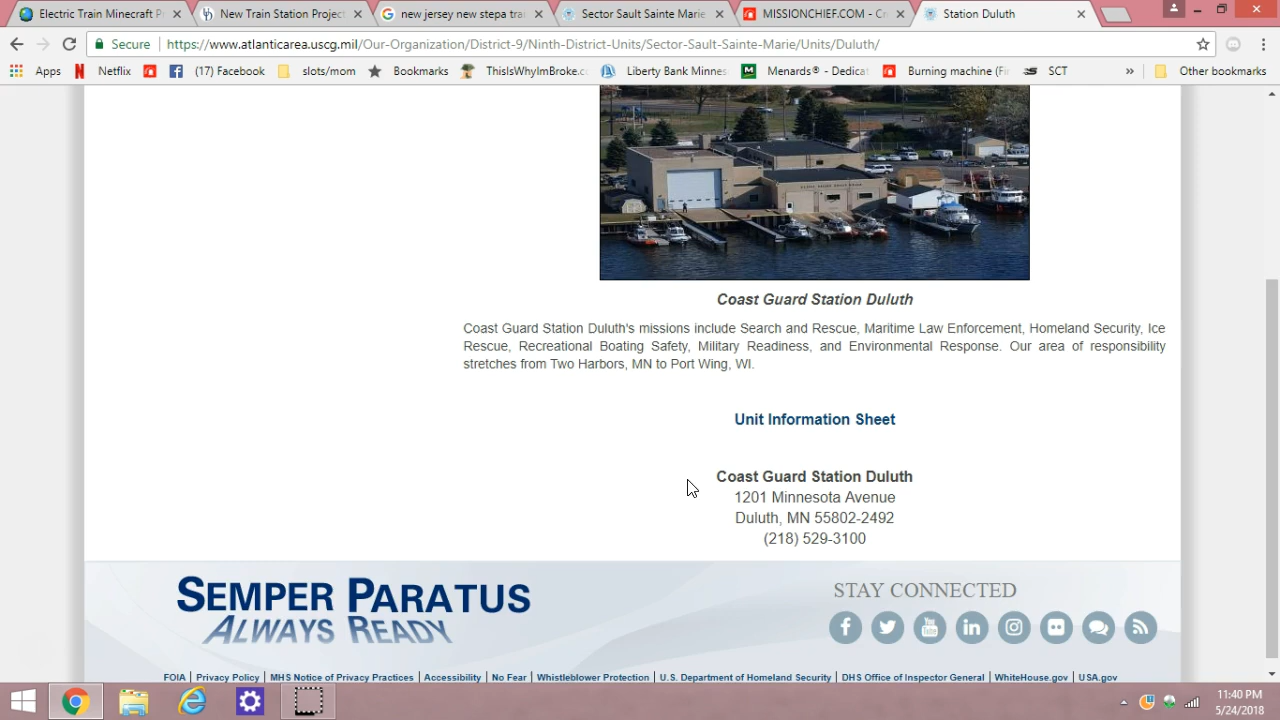 Electric Train Minecraft P
New Train Station Project
new jersey new stepa tra
Sector Sault Sainte Marie
MISSIONCHIEF.COM - Cr
Station Duluth
Secure
https://www.atlanticarea.uscg.mil/Our-Organization/District-9/Ninth-District-Units/Sector-Sault-Sainte-Marie/Units/Duluth/
Apps Netflix (17) Facebook slots/mom Bookmarks ThisIsWhyImBroke.c Liberty Bank Minnes Menards® - Dedicat Burning machine (Fi SCT » Other bookmarks
Coast Guard Station Duluth
Coast Guard Station Duluth's missions include Search and Rescue, Maritime Law Enforcement, Homeland Security, Ice
Rescue, Recreational Boating Safety, Military Readiness, and Environmental Response. Our area of responsibility
stretches from Two Harbors, MN to Port Wing, WI.
Unit Information Sheet
Coast Guard Station Duluth
1201 Minnesota Avenue
Duluth, MN 55802-2492
(218) 529-3100
SEMPER PARATUS
ALWAYS READY
STAY CONNECTED
FOIA | Privacy Policy | MHS Notice of Privacy Practices | Accessibility | No Fear | Whistleblower Protection | U.S. Department of Homeland Security | DHS Office of Inspector General | WhiteHouse.gov | USA.gov
11:40 PM
5/24/2018